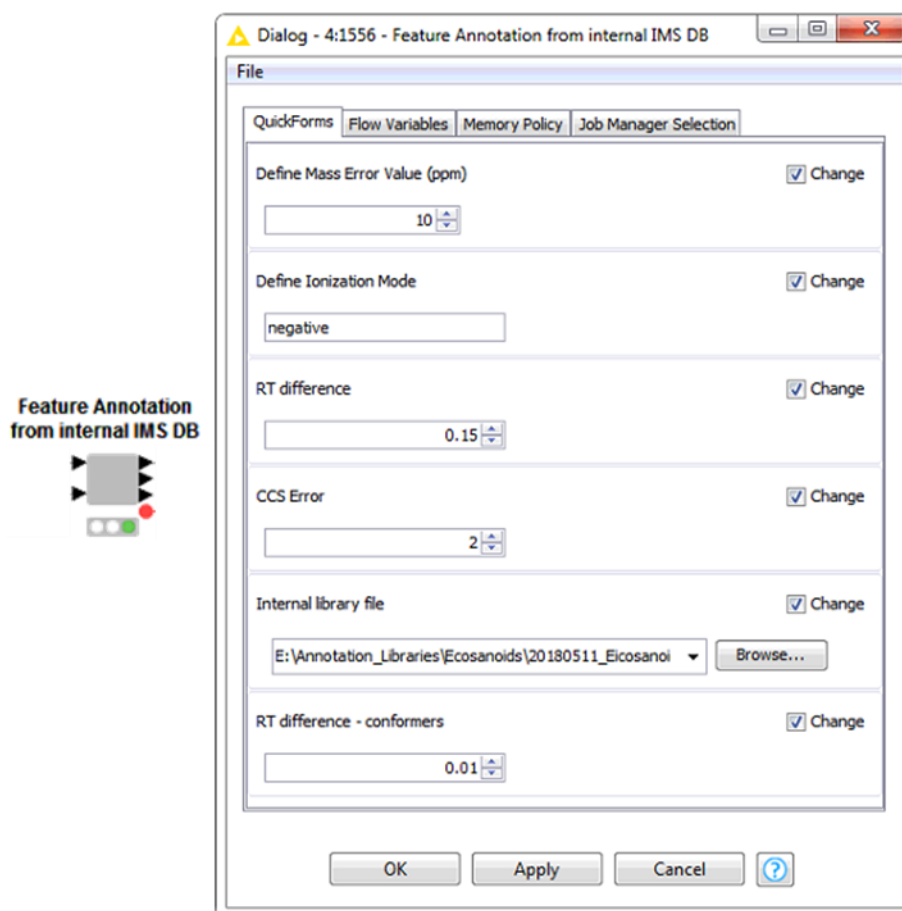 Dialog - 4:1556 - Feature Annotation from internal IMS DB
File
QuickForms Flow Variables Memory Policy Job Manager Selection
Define Mass Error Value (ppm) Change
10
Define Ionization Mode Change
negative
RT difference Change
0.15
Feature Annotation
from internal IMS DB
CCS Error Change
2
Internal library file Change
E:\Annotation_Libraries\Ecosanoids\20180511_Eicosanoi Browse...
RT difference - conformers Change
0.01
OK Apply Cancel ?